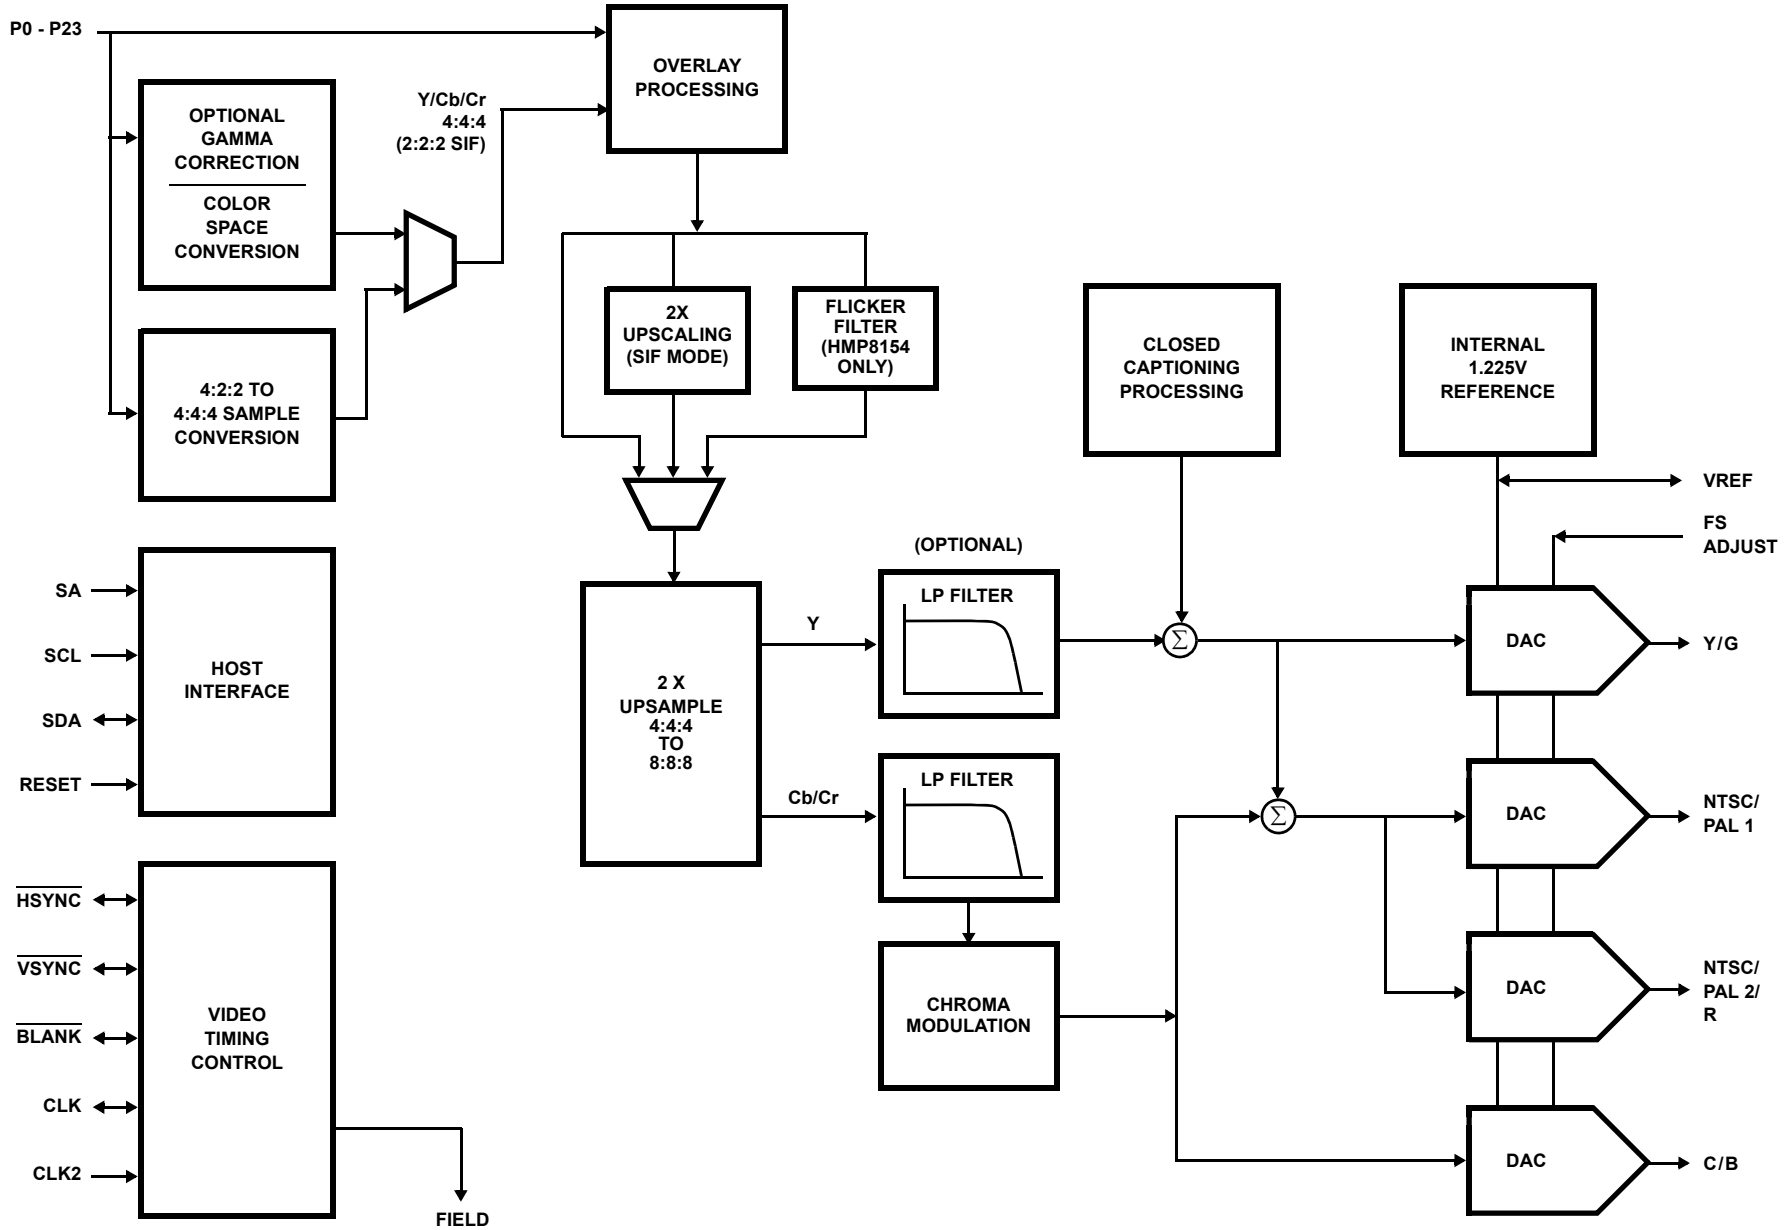 P0 - P23
OVERLAY
PROCESSING
OPTIONAL
GAMMA
CORRECTION
COLOR
SPACE
CONVERSION
Y/Cb/Cr
4:4:4
(2:2:2 SIF)
4:2:2 TO
4:4:4 SAMPLE
CONVERSION
2X
UPSCALING
(SIF MODE)
FLICKER
FILTER
(HMP8154
ONLY)
CLOSED
CAPTIONING
PROCESSING
INTERNAL
1.225V
REFERENCE
VREF
FS
ADJUST
SA
SCL
SDA
RESET
HOST
INTERFACE
2 X
UPSAMPLE
4:4:4
TO
8:8:8
Y
Cb/Cr
(OPTIONAL)
LP FILTER
LP FILTER
Σ
Σ
CHROMA
MODULATION
DAC
Y/G
DAC
NTSC/
PAL 1
DAC
NTSC/
PAL 2/
R
DAC
C/B
HSYNC
VSYNC
BLANK
CLK
CLK2
VIDEO
TIMING
CONTROL
FIELD